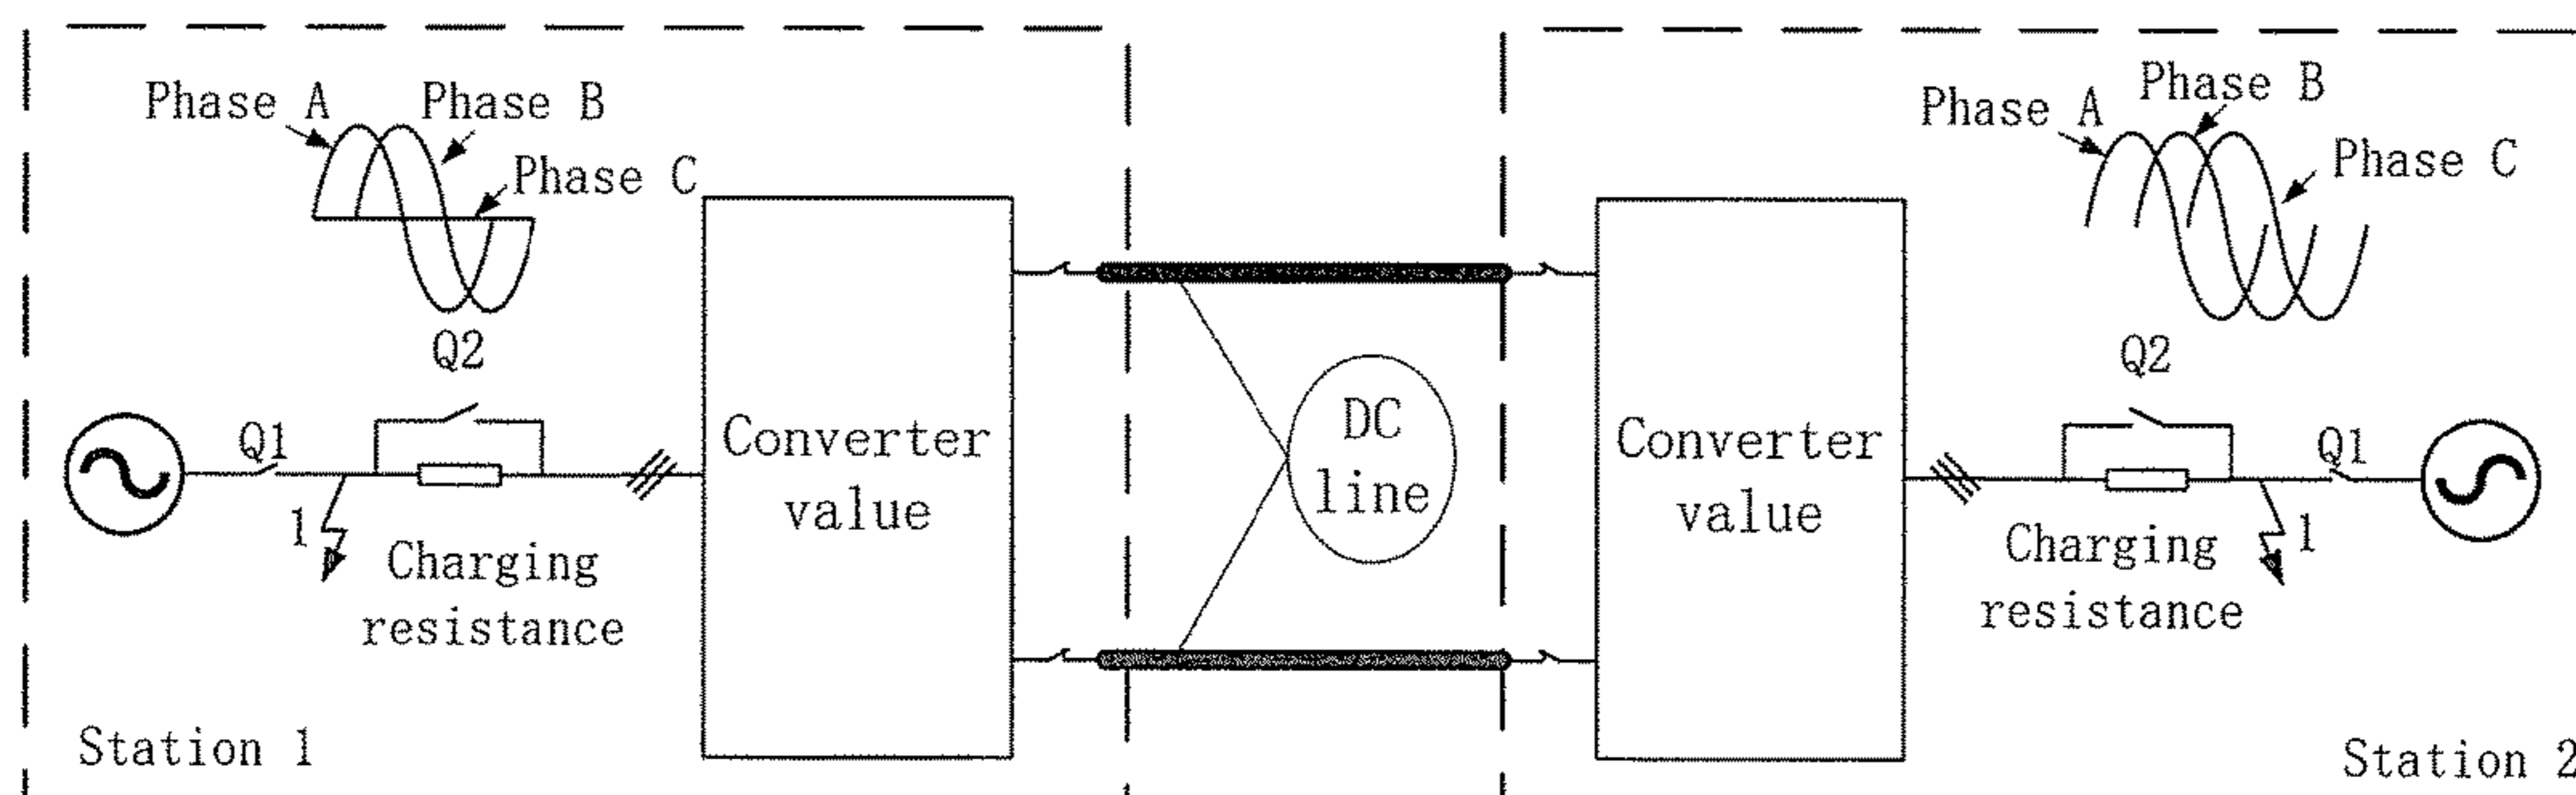 Phase A
Phase B
Phase C
Q2
Q1
1
Charging
resistance
Converter
value
Station 1
DC
line
Phase A
Phase B
Phase C
Converter
value
Q2
Q1
1
Charging
resistance
Station 2